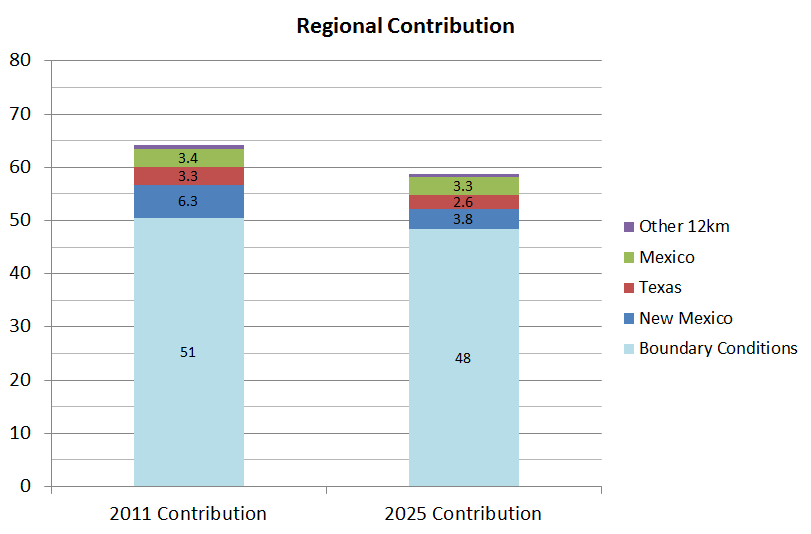 Regional Contribution
80
70
60
50
40
30
20
10
0
3.4
3.3
6.3
51
3.3
2.6
3.8
48
2011 Contribution
2025 Contribution
Other 12km
Mexico
Texas
New Mexico
Boundary Conditions